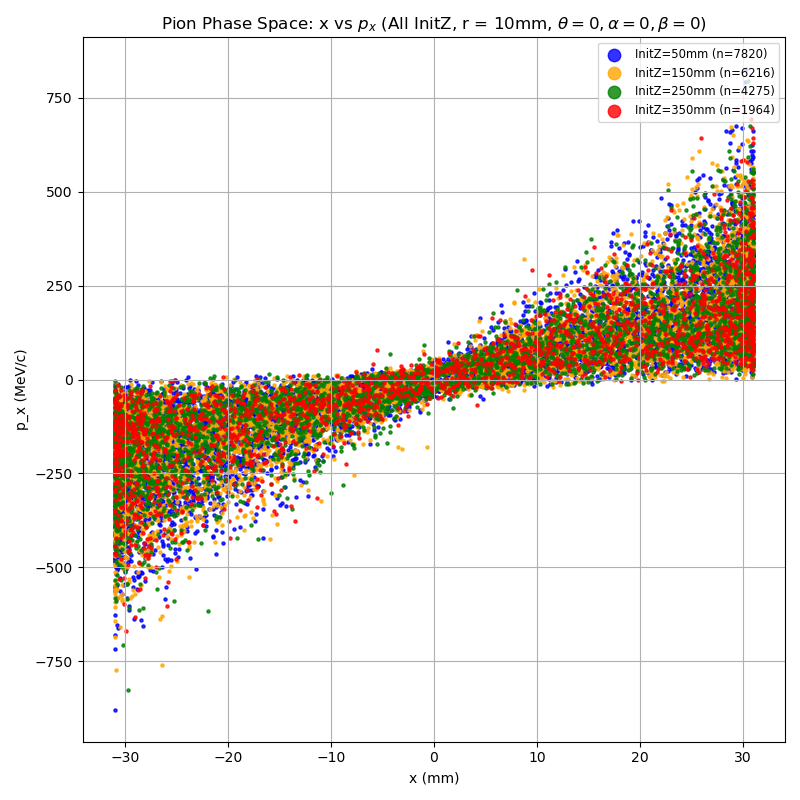 Pion Phase Space: x vs pₓ (All InitZ, r = 10mm, θ = 0, α = 0, β = 0)
InitZ=50mm (n=7820)
InitZ=150mm (n=6216)
InitZ=250mm (n=4275)
InitZ=350mm (n=1964)
750
500
250
0
−250
−500
−750
p_x (MeV/c)
−30 −20 −10 0 10 20 30
x (mm)